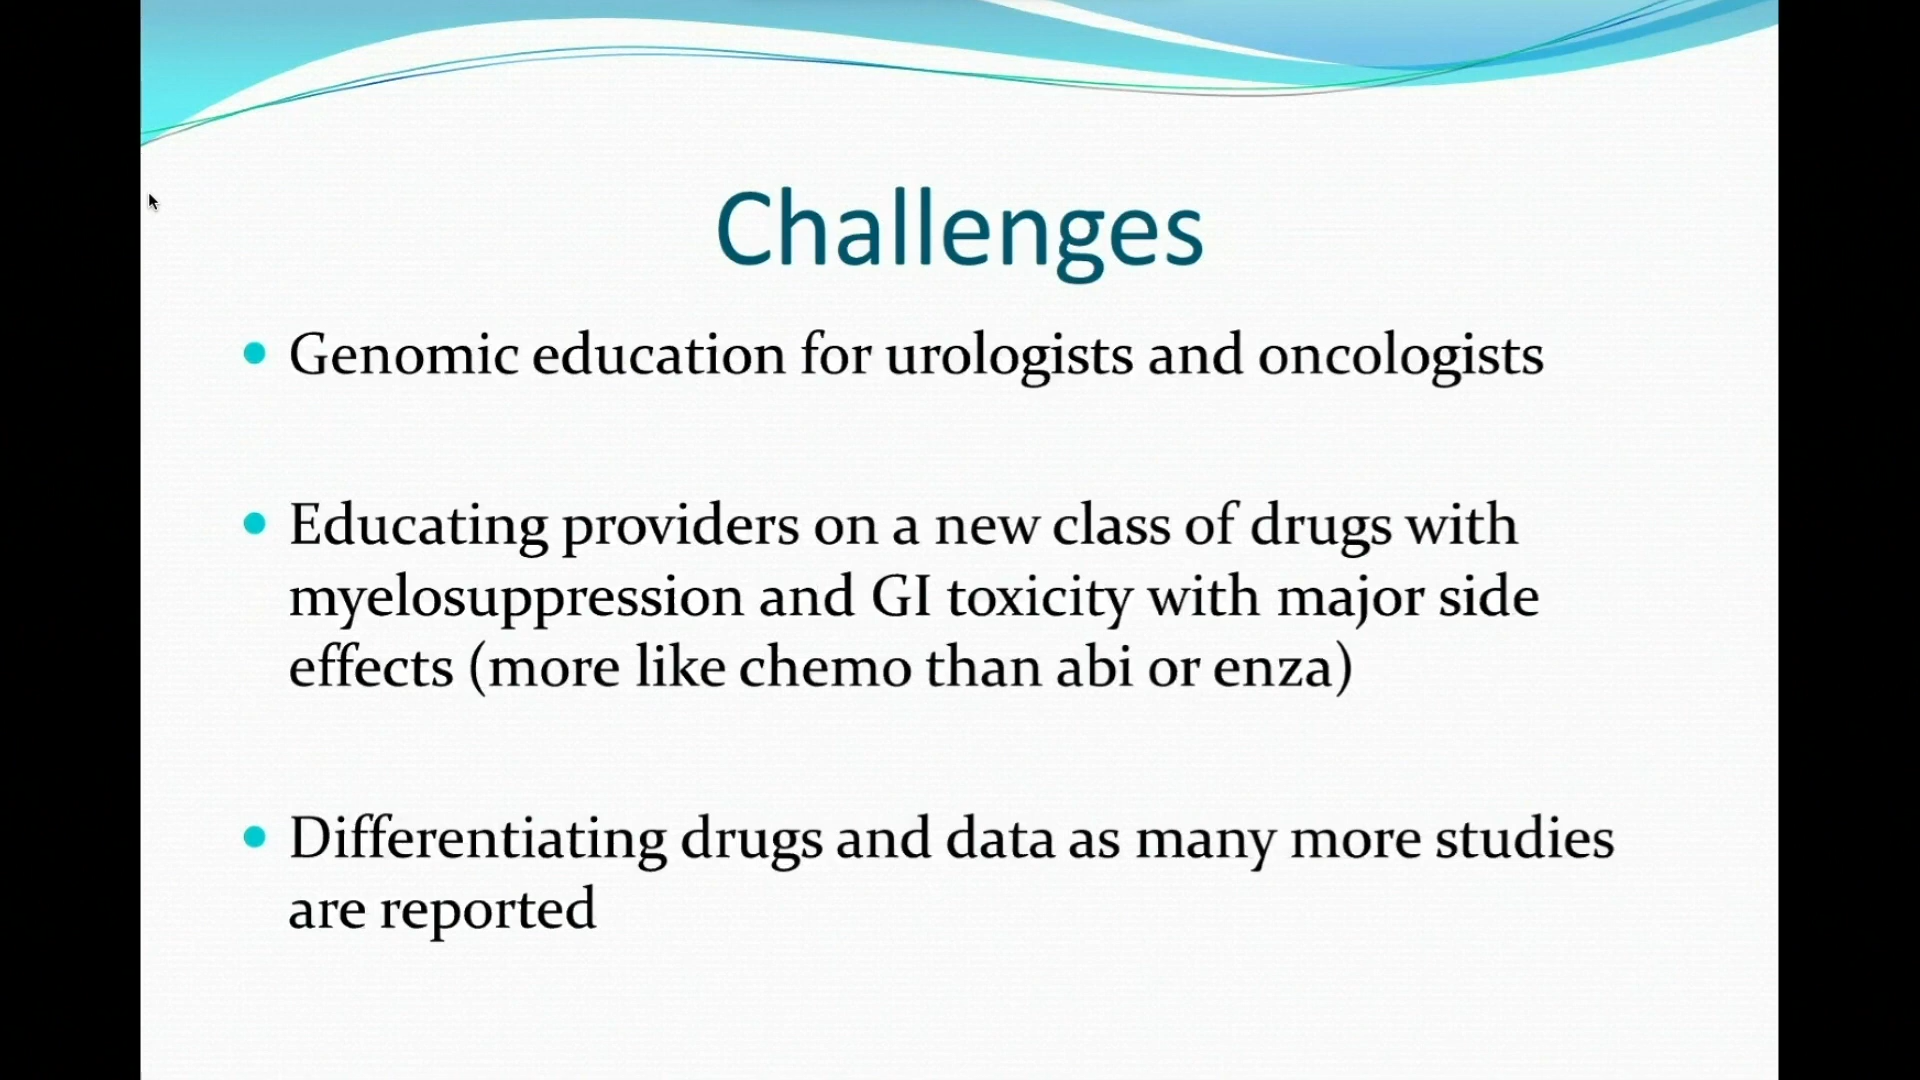 Challenges
Genomic education for urologists and oncologists
Educating providers on a new class of drugs with
myelosuppression and GI toxicity with major side
effects (more like chemo than abi or enza)
Differentiating drugs and data as many more studies
are reported